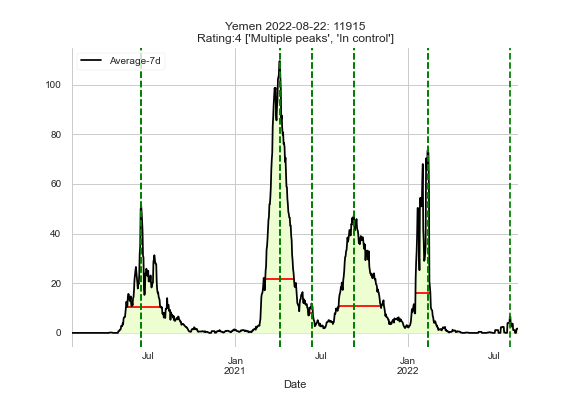 Yemen 2022-08-22: 11915
Rating:4 ['Multiple peaks', 'In control']
Average-7d
100
80
60
40
20
0
Jul
Jan
2021
Jul
Jan
2022
Jul
Date